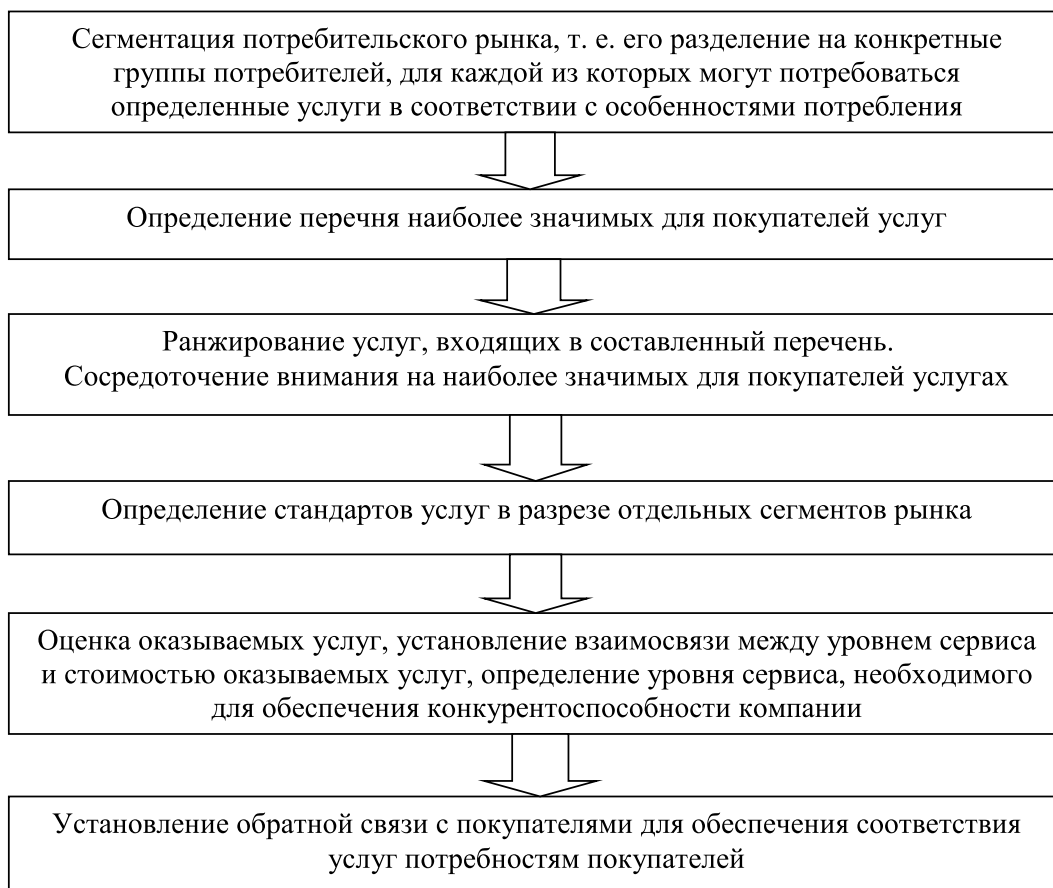 Сегментация потребительского рынка, т. е. его разделение на конкретные
группы потребителей, для каждой из которых могут потребоваться
определенные услуги в соответствии с особенностями потребления
Определение перечня наиболее значимых для покупателей услуг
Ранжирование услуг, входящих в составленный перечень.
Сосредоточение внимания на наиболее значимых для покупателей услугах
Определение стандартов услуг в разрезе отдельных сегментов рынка
Оценка оказываемых услуг, установление взаимосвязи между уровнем сервиса
и стоимостью оказываемых услуг, определение уровня сервиса, необходимого
для обеспечения конкурентоспособности компании
Установление обратной связи с покупателями для обеспечения соответствия
услуг потребностям покупателей